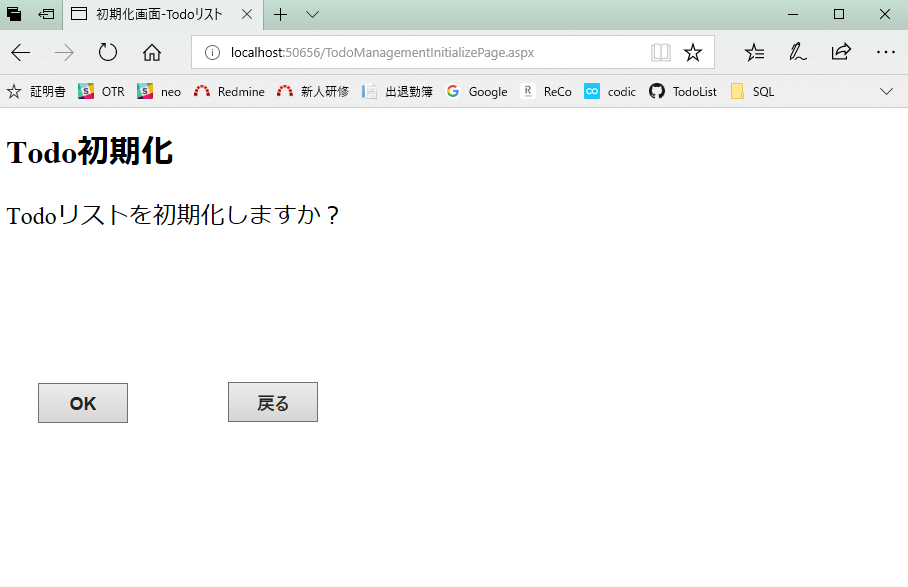 初期化画面-Todoリスト
localhost:50656/TodoManagementInitializePage.aspx
証明書 OTR neo Redmine 新人研修 出退勤簿 Google ReCo codic TodoList SQL
Todo初期化
Todoリストを初期化しますか？
OK 戻る